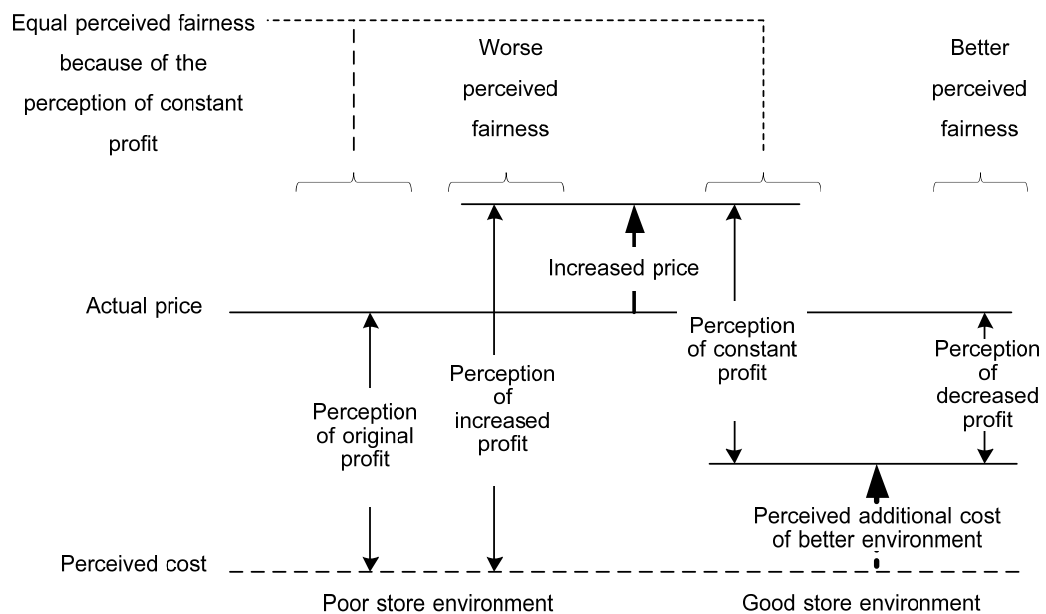 Equal perceived fairness
because of the
perception of constant
profit
Worse
perceived
fairness
Better
perceived
fairness
Increased price
Actual price
Perception
of original
profit
Perception
of
increased
profit
Perception
of constant
profit
Perception
of
decreased
profit
Perceived additional cost
of better environment
Perceived cost
Poor store environment
Good store environment